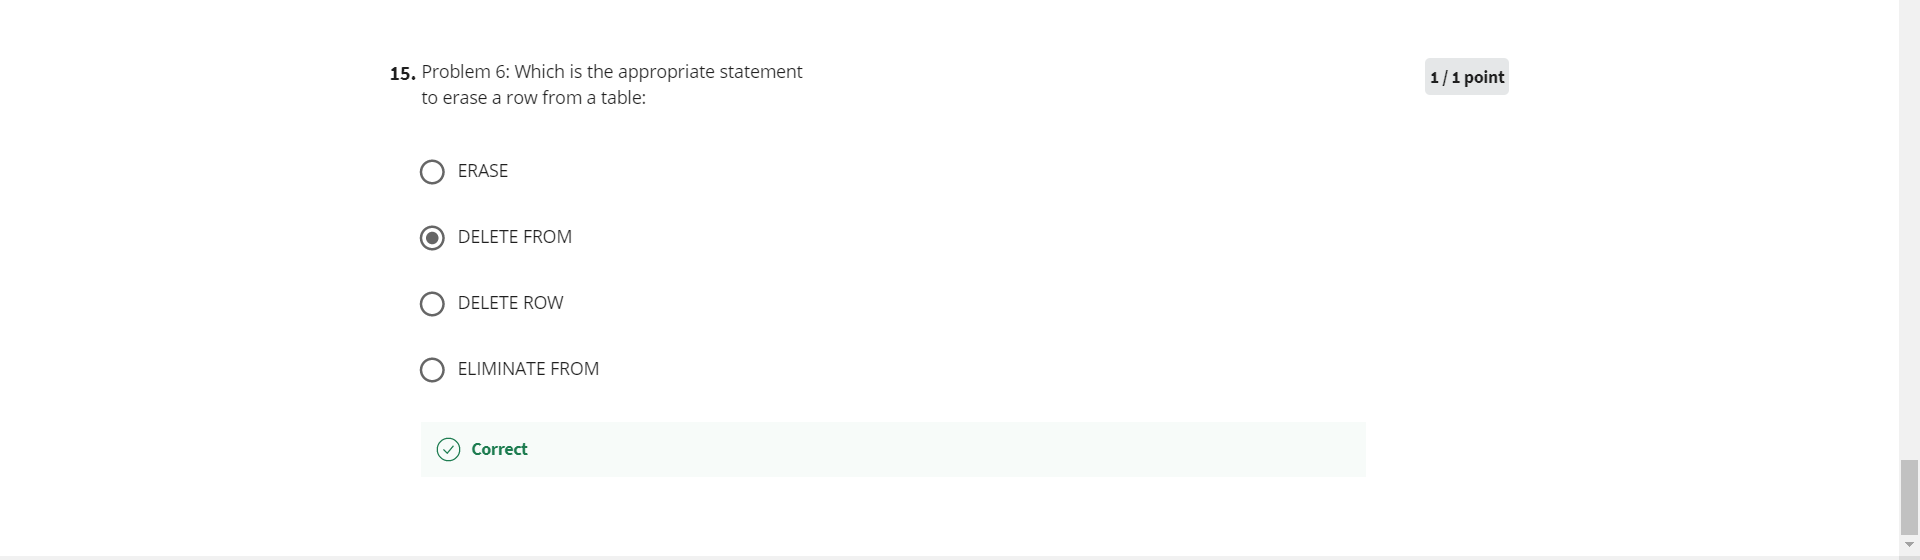 15. Problem 6: Which is the appropriate statement
to erase a row from a table:
1 / 1 point
ERASE
DELETE FROM
DELETE ROW
ELIMINATE FROM
Correct